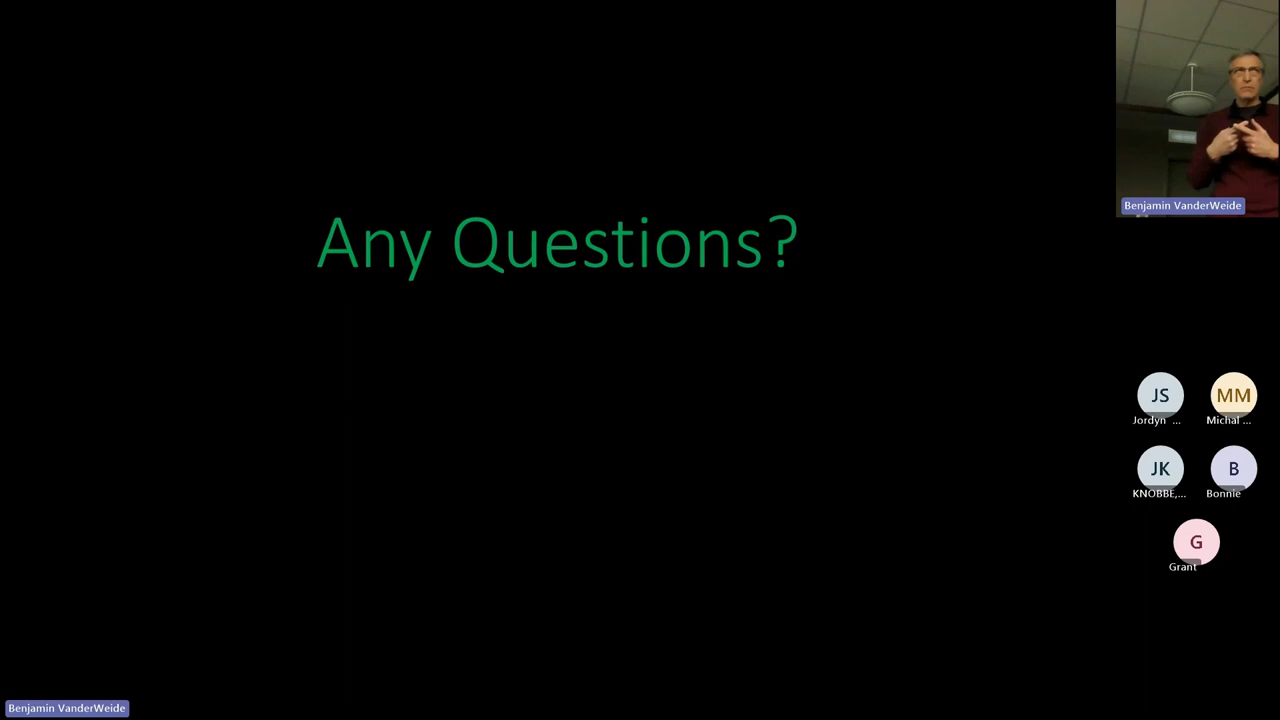 Any Questions?
Benjamin VanderWeide
JS
MM
Jordyn ...
Michal ...
JK
B
KNOBBE,...
Bonnie
G
Grant
Benjamin VanderWeide